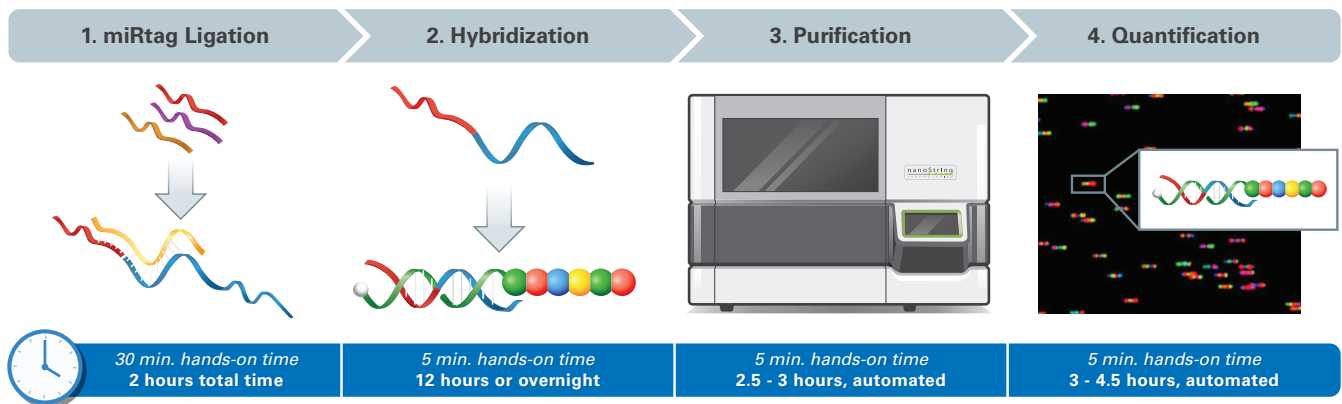 1. miRtag Ligation
2. Hybridization
3. Purification
4. Quantification
nanoString
TECHNOLOGIES
30 min. hands-on time
2 hours total time
5 min. hands-on time
12 hours or overnight
5 min. hands-on time
2.5 - 3 hours, automated
5 min. hands-on time
3 - 4.5 hours, automated